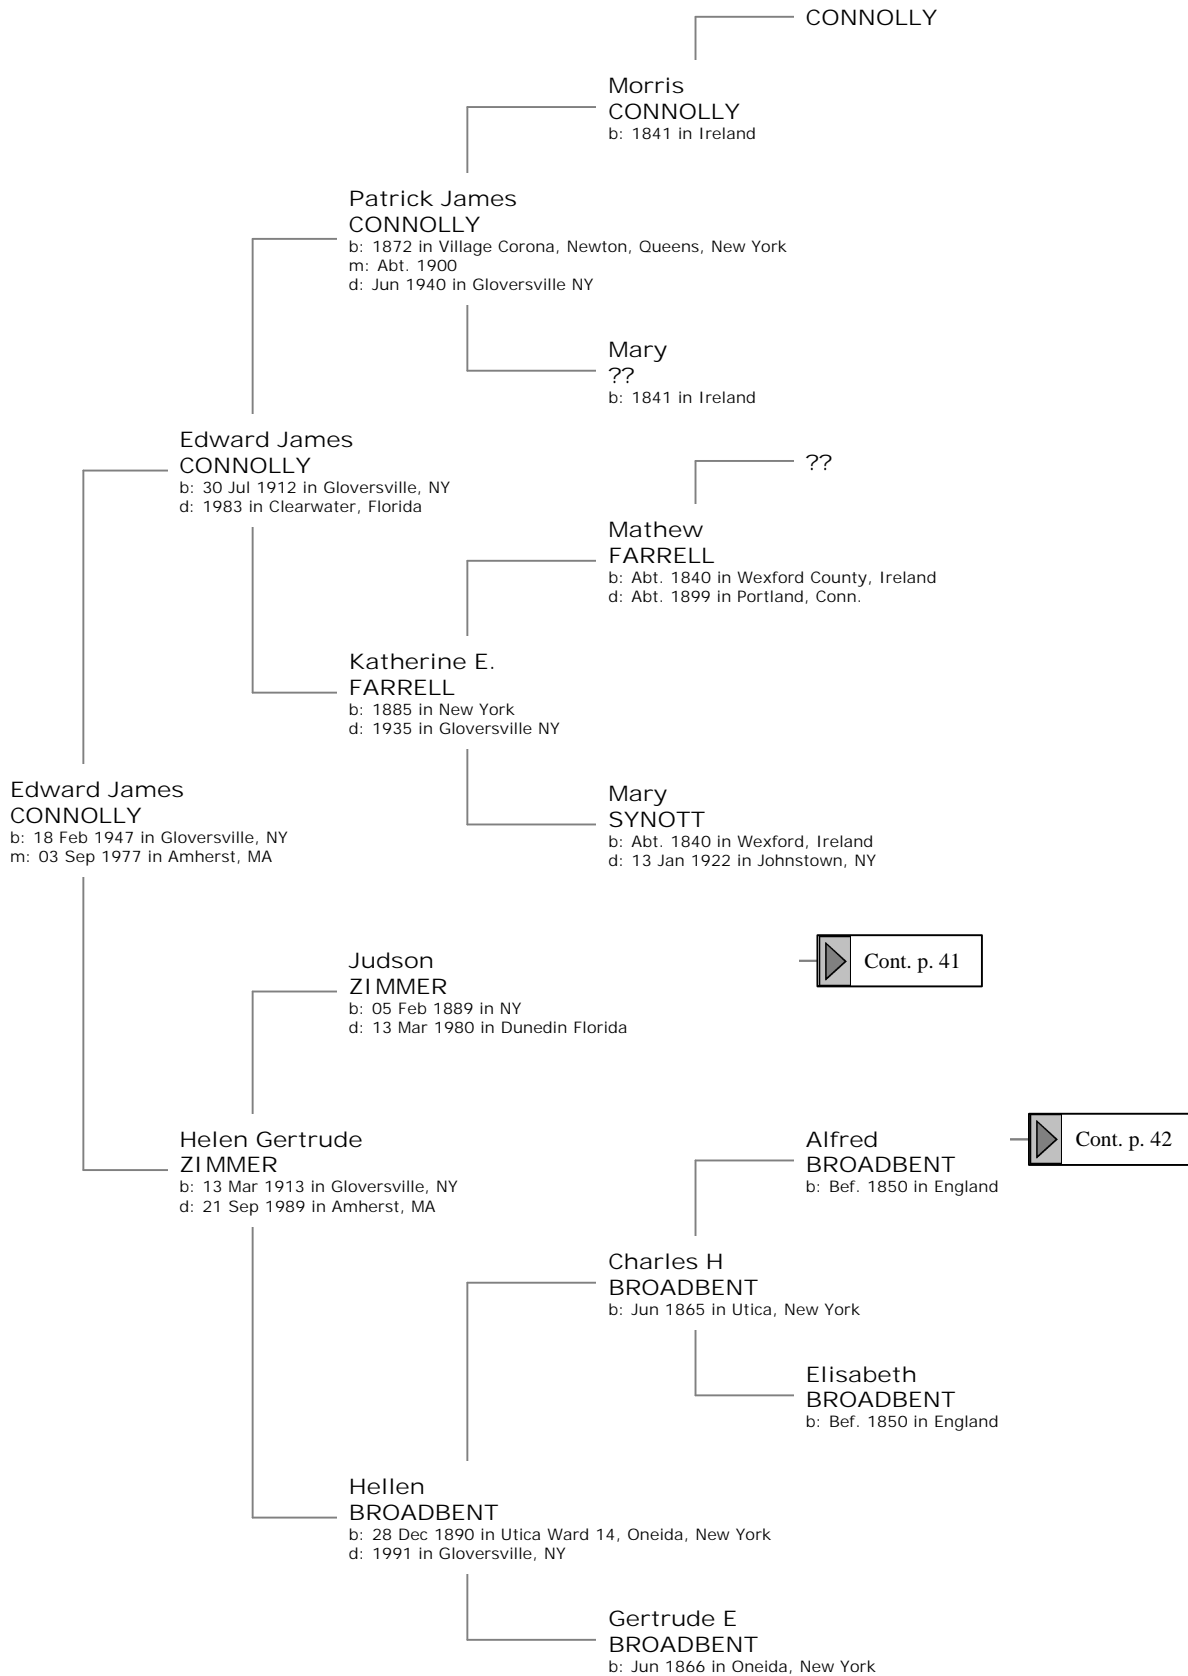 CONNOLLY
Morris
CONNOLLY
b: 1841 in Ireland
Patrick James
CONNOLLY
b: 1872 in Village Corona, Newton, Queens, New York
m: Abt. 1900
d: Jun 1940 in Gloversville NY
Mary
??
b: 1841 in Ireland
Edward James
CONNOLLY
b: 30 Jul 1912 in Gloversville, NY
d: 1983 in Clearwater, Florida
??
Mathew
FARRELL
b: Abt. 1840 in Wexford County, Ireland
d: Abt. 1899 in Portland, Conn.
Katherine E.
FARRELL
b: 1885 in New York
d: 1935 in Gloversville NY
Mary
SYNOTT
b: Abt. 1840 in Wexford, Ireland
d: 13 Jan 1922 in Johnstown, NY
Edward James
CONNOLLY
b: 18 Feb 1947 in Gloversville, NY
m: 03 Sep 1977 in Amherst, MA
Judson
ZIMMER
b: 05 Feb 1889 in NY
d: 13 Mar 1980 in Dunedin Florida
Cont. p. 41
Helen Gertrude
ZIMMER
b: 13 Mar 1913 in Gloversville, NY
d: 21 Sep 1989 in Amherst, MA
Alfred
BROADBENT
b: Bef. 1850 in England
Cont. p. 42
Charles H
BROADBENT
b: Jun 1865 in Utica, New York
Elisabeth
BROADBENT
b: Bef. 1850 in England
Hellen
BROADBENT
b: 28 Dec 1890 in Utica Ward 14, Oneida, New York
d: 1991 in Gloversville, NY
Gertrude E
BROADBENT
b: Jun 1866 in Oneida, New York